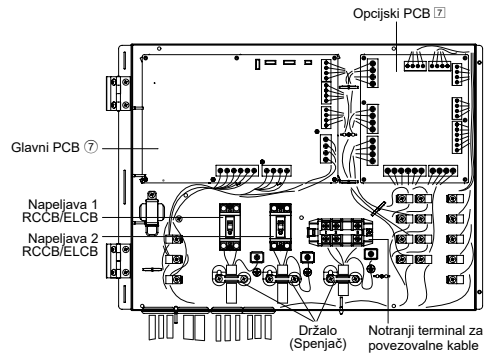 Opcijski PCB 7
Glavni PCB ⑦
Napeljava 1
RCCB/ELCB
Napeljava 2
RCCB/ELCB
Držalo
(Spenjač)
Notranji terminal za
povezovalne kable